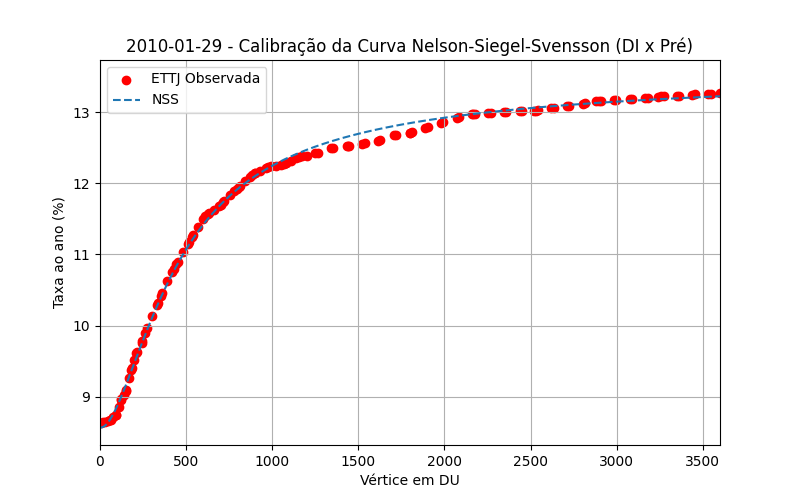 2010-01-29 - Calibração da Curva Nelson-Siegel-Svensson (DI x Pré)
ETTJ Observada
NSS
13
12
11
10
9
Taxa ao ano (%)
0 500 1000 1500 2000 2500 3000 3500
Vértice em DU